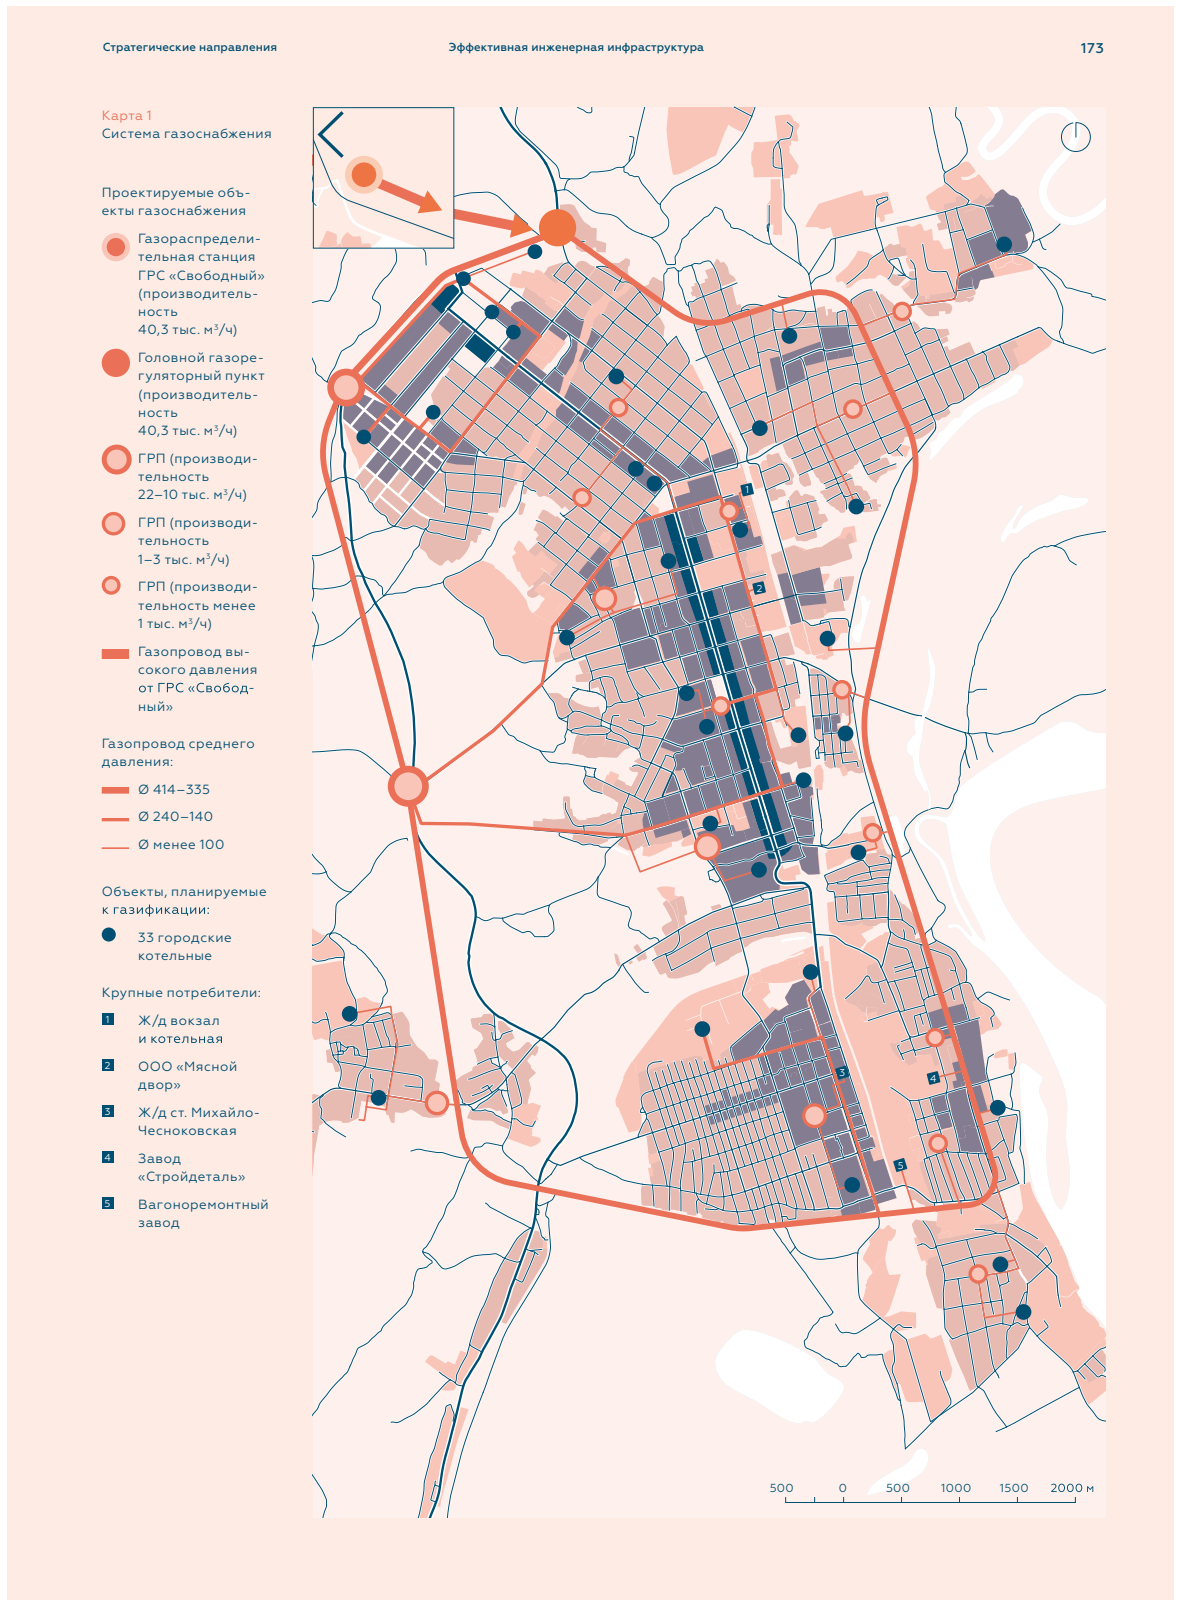 Стратегические направления
Эффективная инженерная инфраструктура
173
Карта 1
Система газоснабжения
Проектируемые объ-
екты газоснабжения
Газораспредели-
тельная станция
ГРС «Свободный»
(производитель-
ность
40,3 тыс. м³/ч)
Головной газоре-
гуляторный пункт
(производитель-
ность
40,3 тыс. м³/ч)
ГРП (производи-
тельность
22–10 тыс. м³/ч)
ГРП (производи-
тельность
1–3 тыс. м³/ч)
ГРП (производи-
тельность менее
1 тыс. м³/ч)
Газопровод вы-
сокого давления
от ГРС «Свобод-
ный»
Газопровод среднего
давления:
Ø 414–335
Ø 240–140
Ø менее 100
Объекты, планируемые
к газификации:
33 городские
котельные
Крупные потребители:
1 Ж/д вокзал
и котельная
2 ООО «Мясной
двор»
3 Ж/д ст. Михайло-
Чесноковская
4 Завод
«Стройдеталь»
5 Вагоноремонтный
завод
1
2
3
4
5
500 0 500 1000 1500 2000 м